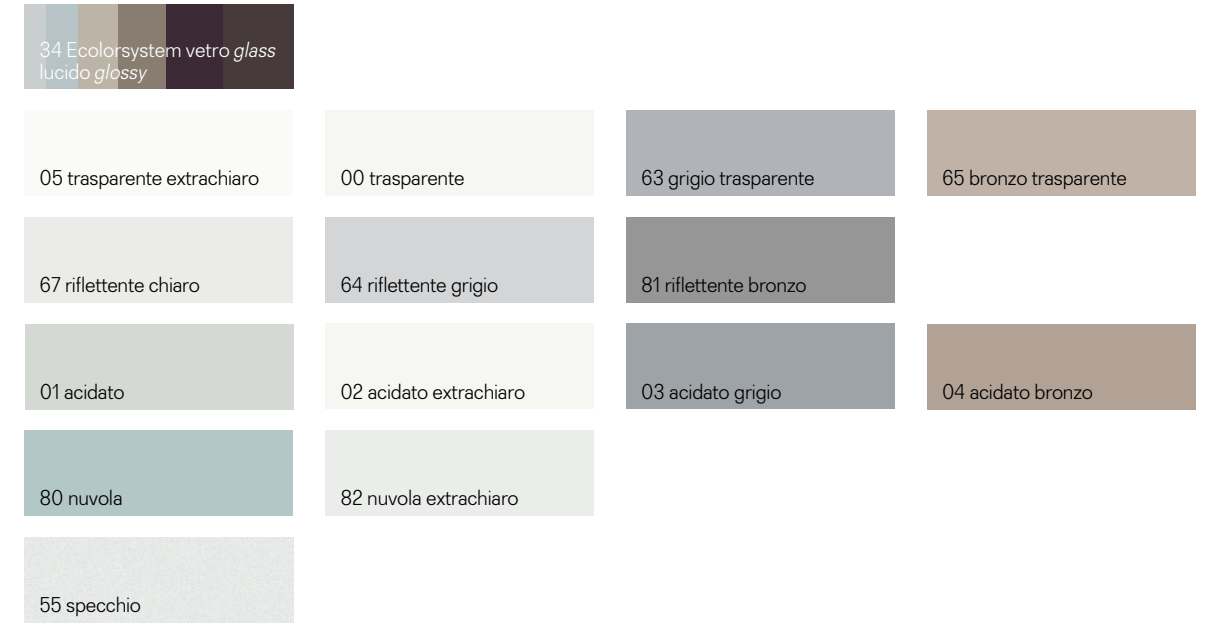 34 Ecolorsystem vetro glass
lucido glossy
05 trasparente extrachiaro
00 trasparente
63 grigio trasparente
65 bronzo trasparente
67 riflettente chiaro
64 riflettente grigio
81 riflettente bronzo
01 acidato
02 acidato extrachiaro
03 acidato grigio
04 acidato bronzo
80 nuvola
82 nuvola extrachiaro
55 specchio